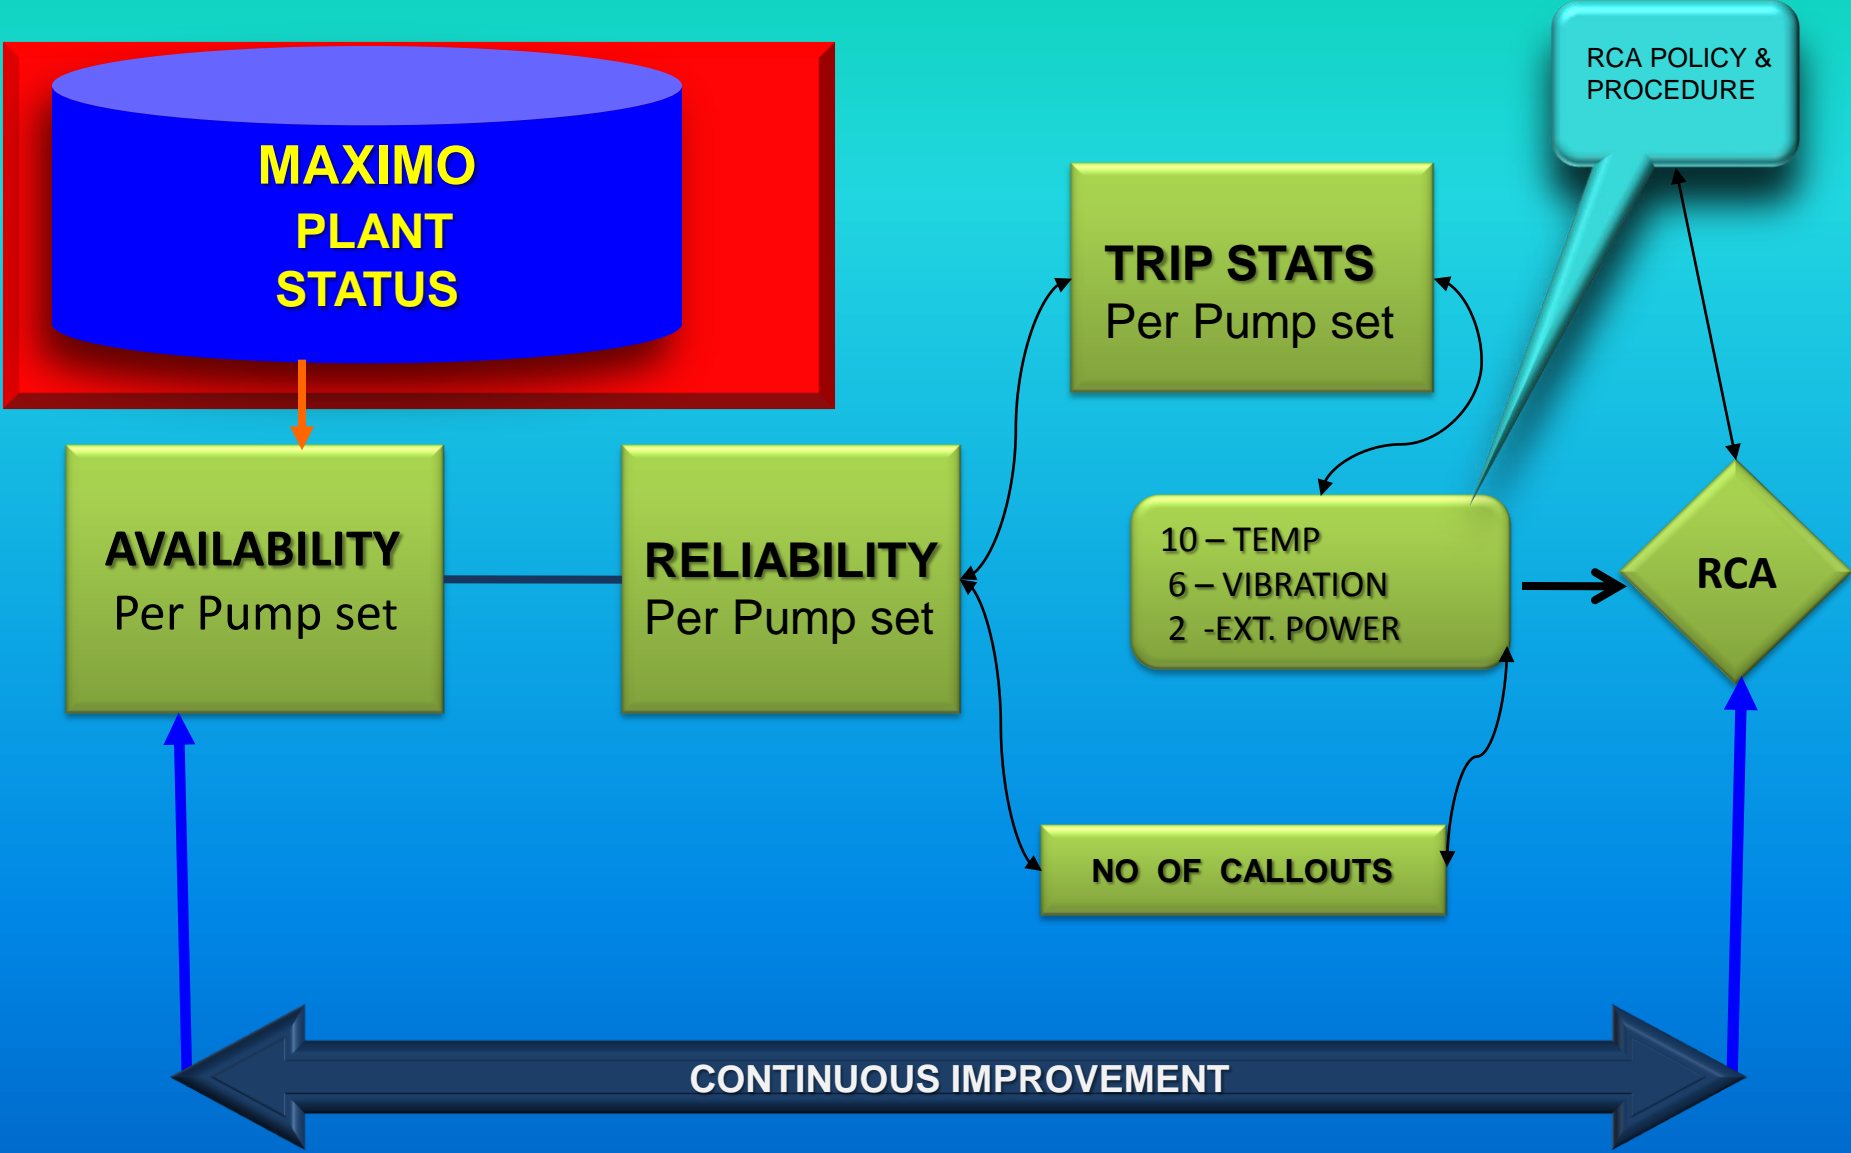 MAXIMO
PLANT
STATUS
RCA POLICY &
PROCEDURE
TRIP STATS
Per Pump set
AVAILABILITY
Per Pump set
RELIABILITY
Per Pump set
10 – TEMP
6 – VIBRATION
2 -EXT. POWER
RCA
NO OF CALLOUTS
CONTINUOUS IMPROVEMENT